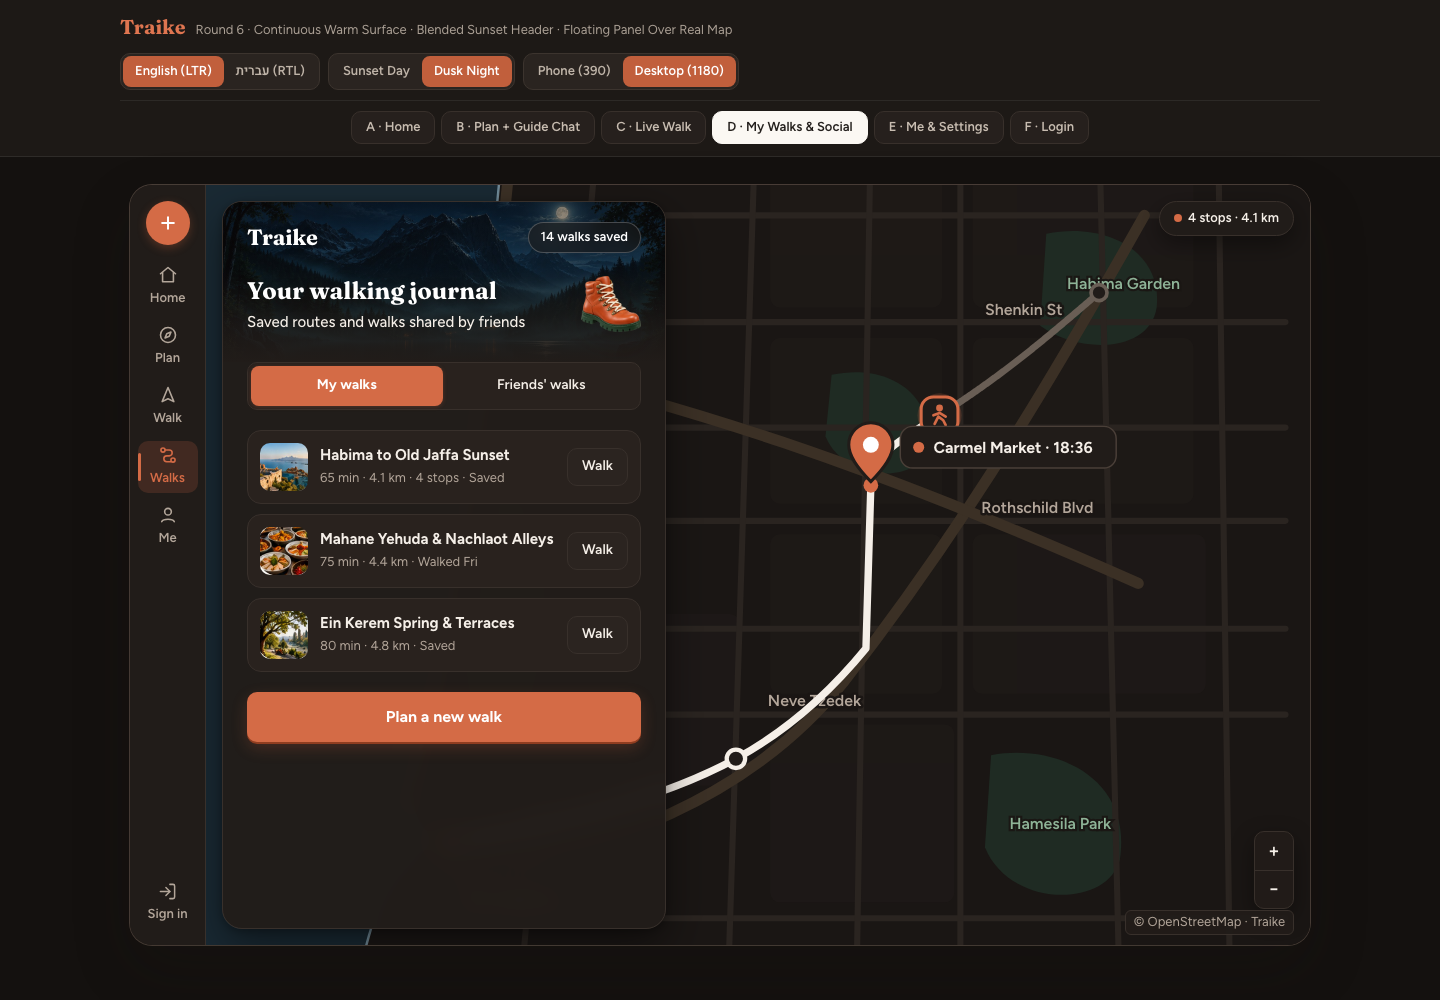 Traike Round 6 · Continuous Warm Surface · Blended Sunset Header · Floating Panel Over Real Map
English (LTR) עברית (RTL) Sunset Day Dusk Night Phone (390) Desktop (1180)
A · Home B · Plan + Guide Chat C · Live Walk D · My Walks & Social E · Me & Settings F · Login
+
Home
Plan
Walk
Walks
Me
Sign in
Traike
14 walks saved
Your walking journal
Saved routes and walks shared by friends
My walks Friends' walks
Habima to Old Jaffa Sunset
65 min · 4.1 km · 4 stops · Saved
Walk
Mahane Yehuda & Nachlaot Alleys
75 min · 4.4 km · Walked Fri
Walk
Ein Kerem Spring & Terraces
80 min · 4.8 km · Saved
Walk
Plan a new walk
4 stops · 4.1 km
Habima Garden
Shenkin St
Carmel Market · 18:36
Rothschild Blvd
Neve Tzedek
Hamesila Park
+
−
© OpenStreetMap · Traike